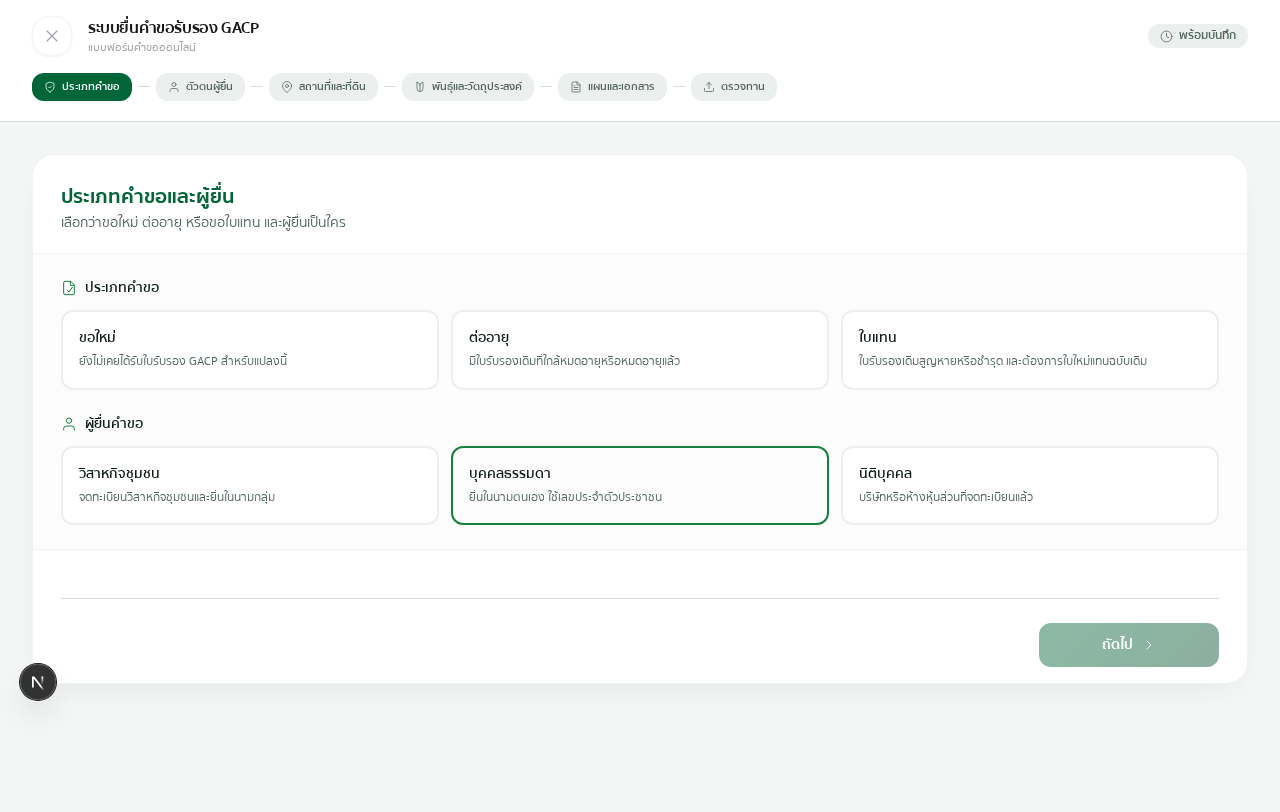 ระบบยื่นคำขอรับรอง GACP
แบบฟอร์มคำขอออนไลน์
พร้อมบันทึก
ประเภทคำขอ
ตัวตนผู้ยื่น
สถานที่และที่ดิน
พันธุ์และวัตถุประสงค์
แผนและเอกสาร
ตรวจทาน
ประเภทคำขอและผู้ยื่น
เลือกว่าขอใหม่ ต่ออายุ หรือขอใบแทน และผู้ยื่นเป็นใคร
ประเภทคำขอ
ขอใหม่
ยังไม่เคยได้รับใบรับรอง GACP สำหรับแปลงนี้
ต่ออายุ
มีใบรับรองเดิมที่ใกล้หมดอายุหรือหมดอายุแล้ว
ใบแทน
ใบรับรองเดิมสูญหายหรือชำรุด และต้องการใบใหม่แทนฉบับเดิม
ผู้ยื่นคำขอ
วิสาหกิจชุมชน
จดทะเบียนวิสาหกิจชุมชนและยื่นในนามกลุ่ม
บุคคลธรรมดา
ยื่นในนามตนเอง ใช้เลขประจำตัวประชาชน
นิติบุคคล
บริษัทหรือห้างหุ้นส่วนที่จดทะเบียนแล้ว
ถัดไป
N